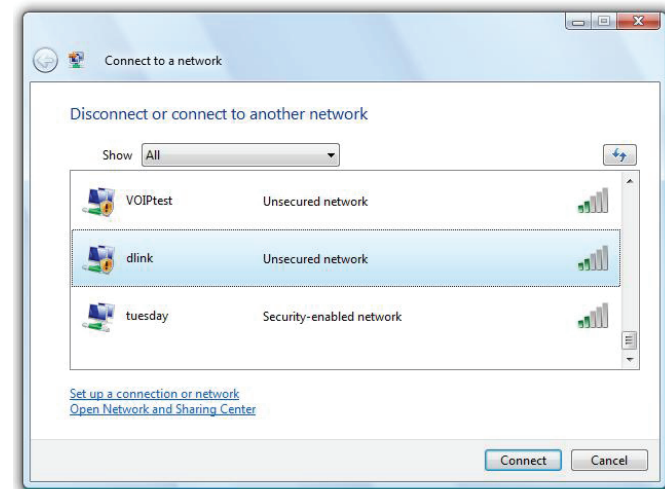 Connect to a network
Disconnect or connect to another network
Show All
VOIPtest Unsecured network
dlink Unsecured network
tuesday Security-enabled network
Set up a connection or network
Open Network and Sharing Center
Connect Cancel